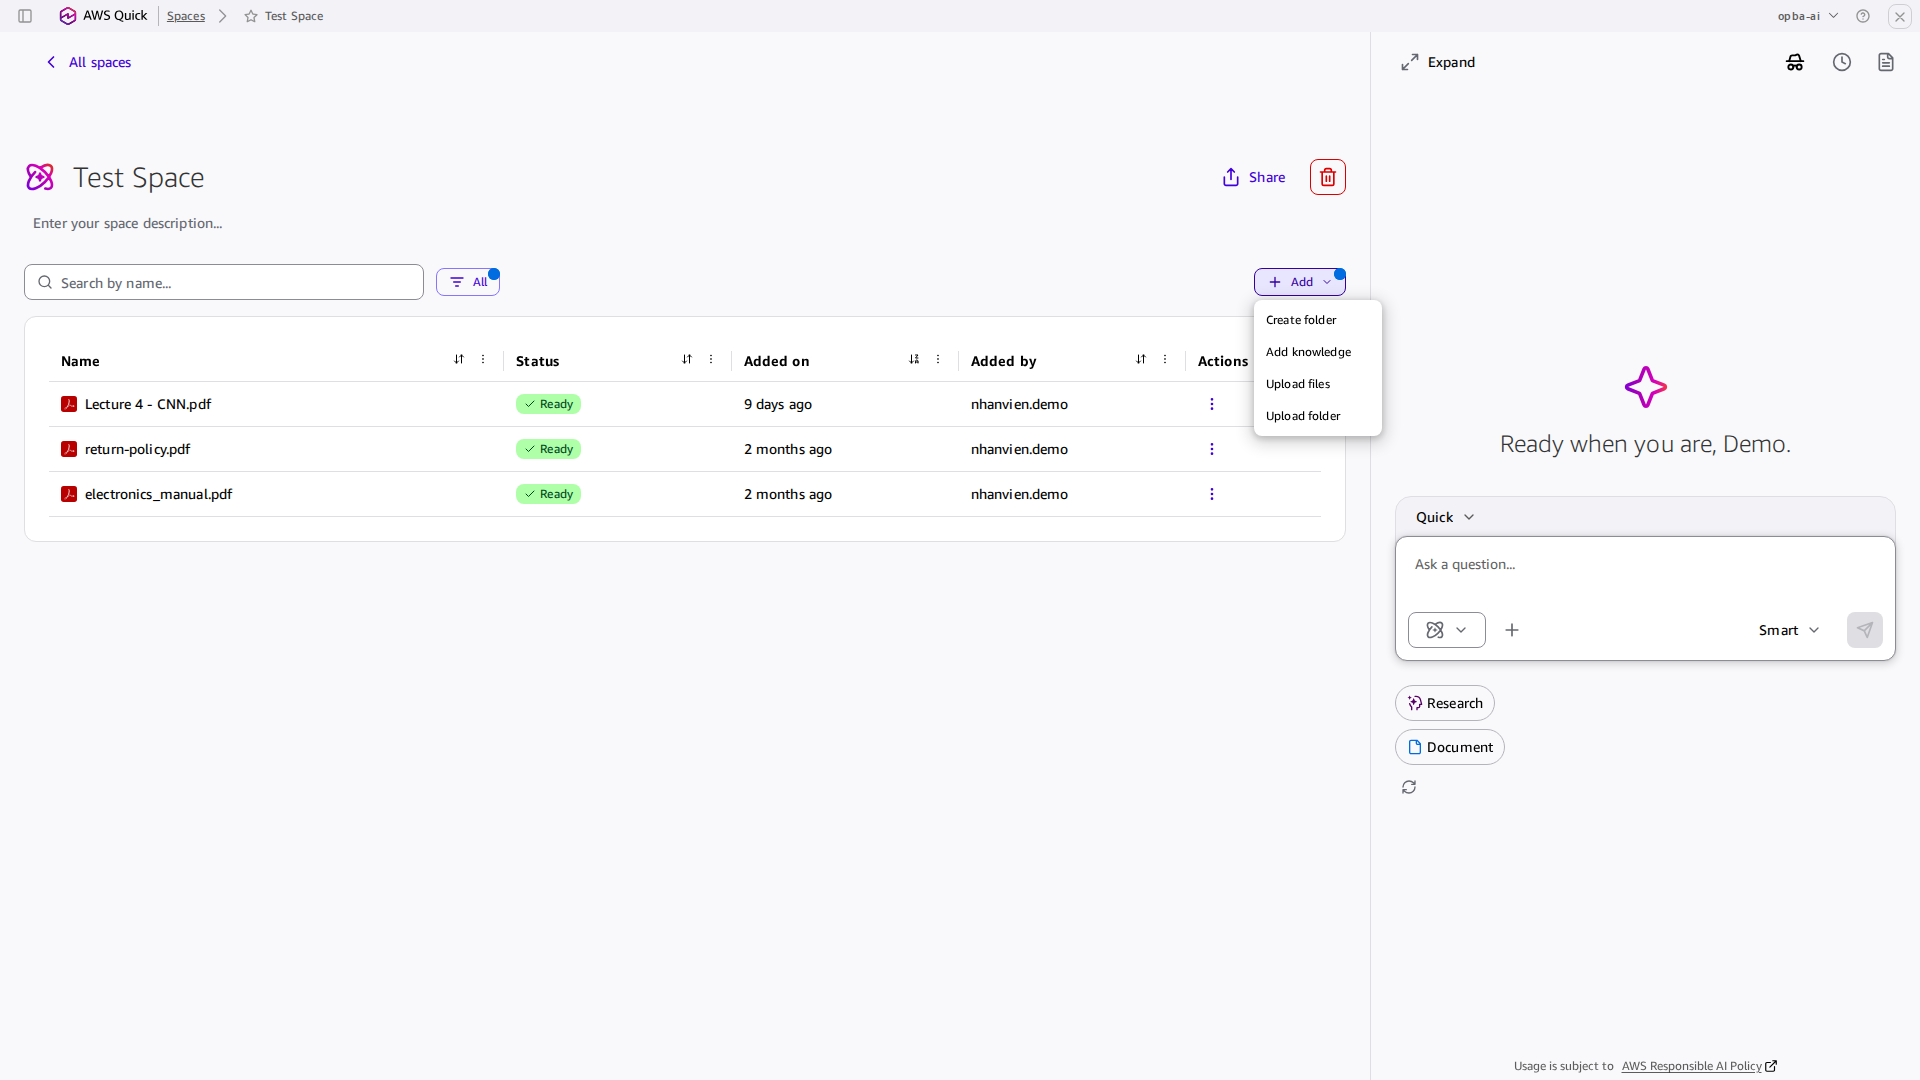 AWS Quick Spaces Test Space opba-ai
All spaces
Expand
Test Space
Share
Enter your space description...
Search by name...
All
Add
Create folder
Add knowledge
Upload files
Upload folder
Name Status Added on Added by Actions
Lecture 4 - CNN.pdf Ready 9 days ago nhanvien.demo
return-policy.pdf Ready 2 months ago nhanvien.demo
electronics_manual.pdf Ready 2 months ago nhanvien.demo
Ready when you are, Demo.
Quick
Ask a question...
Smart
Research
Document
Usage is subject to AWS Responsible AI Policy